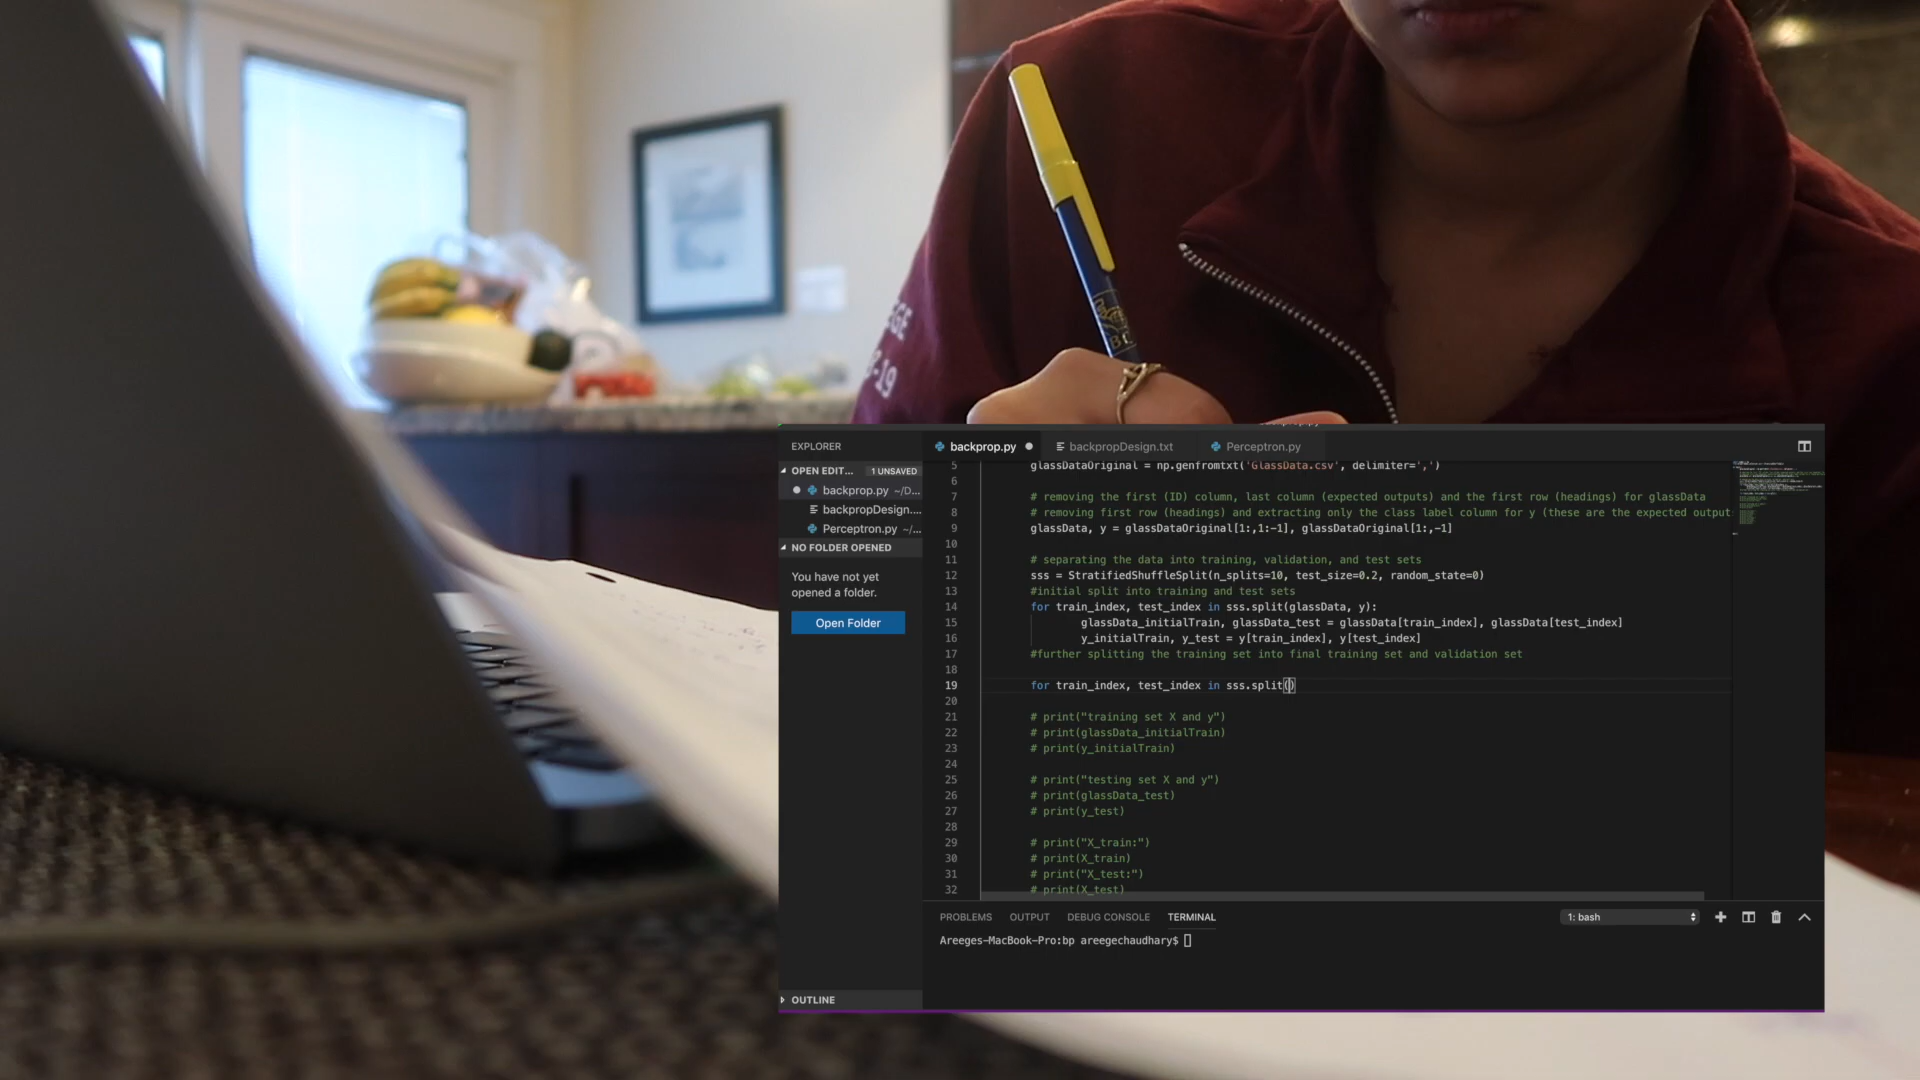 EGE
8-19
EXPLORER
backprop.py
backpropDesign.txt
Perceptron.py
OPEN EDIT... 1 UNSAVED
backprop.py ~/D...
backpropDesign....
Perceptron.py ~/...
NO FOLDER OPENED
You have not yet
opened a folder.
Open Folder
OUTLINE
5 glassDataOriginal = np.genfromtxt('GlassData.csv', delimiter=',')
6
7 # removing the first (ID) column, last column (expected outputs) and the first row (headings) for glassData
8 # removing first row (headings) and extracting only the class label column for y (these are the expected output
9 glassData, y = glassDataOriginal[1:,1:-1], glassDataOriginal[1:,-1]
10
11 # separating the data into training, validation, and test sets
12 sss = StratifiedShuffleSplit(n_splits=10, test_size=0.2, random_state=0)
13 #initial split into training and test sets
14 for train_index, test_index in sss.split(glassData, y):
15 glassData_initialTrain, glassData_test = glassData[train_index], glassData[test_index]
16 y_initialTrain, y_test = y[train_index], y[test_index]
17 #further splitting the training set into final training set and validation set
18
19 for train_index, test_index in sss.split()
20
21 # print("training set X and y")
22 # print(glassData_initialTrain)
23 # print(y_initialTrain)
24
25 # print("testing set X and y")
26 # print(glassData_test)
27 # print(y_test)
28
29 # print("X_train:")
30 # print(X_train)
31 # print("X_test:")
32 # print(X_test)
PROBLEMS OUTPUT DEBUG CONSOLE TERMINAL 1: bash
Areeges-MacBook-Pro:bp areegechaudhary$